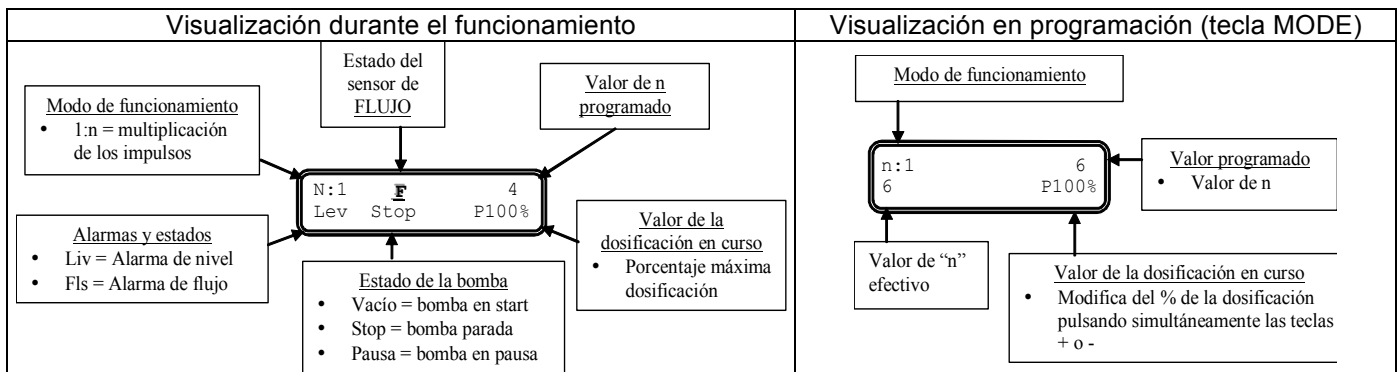 Visualización durante el funcionamiento
Estado del
sensor de
FLUJO
Valor de n
programado
Modo de funcionamiento
• 1:n = multiplicación
de los impulsos
N:1 F 4
Lev Stop P100%
Alarmas y estados
• Liv = Alarma de nivel
• Fls = Alarma de flujo
Estado de la bomba
• Vacío = bomba en start
• Stop = bomba parada
• Pausa = bomba en pausa
Valor de la
dosificación en curso
• Porcentaje máxima
dosificación
Visualización en programación (tecla MODE)
Modo de funcionamiento
n:1 6
6 P100%
Valor programado
• Valor de n
Valor de “n”
efectivo
Valor de la dosificación en curso
• Modifica del % de la dosificación
pulsando simultáneamente las teclas
+ o -